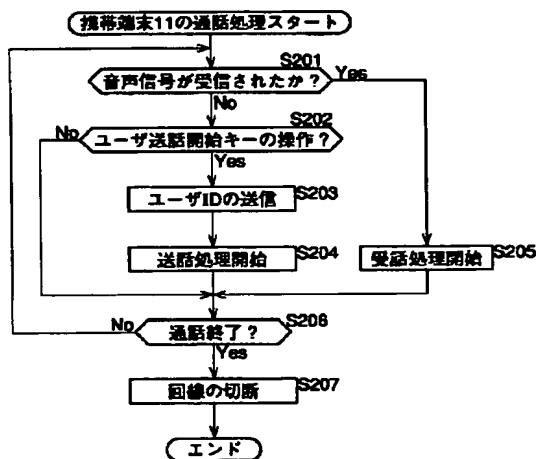 携帯端末11の通話処理スタート
S201
音声信号が受信されたか？
Yes
No
S202
No
ユーザ送話開始キーの操作？
Yes
S203
ユーザIDの送信
S204
送話処理開始
S205
受話処理開始
S206
No
通話終了？
Yes
S207
回線の切断
エンド